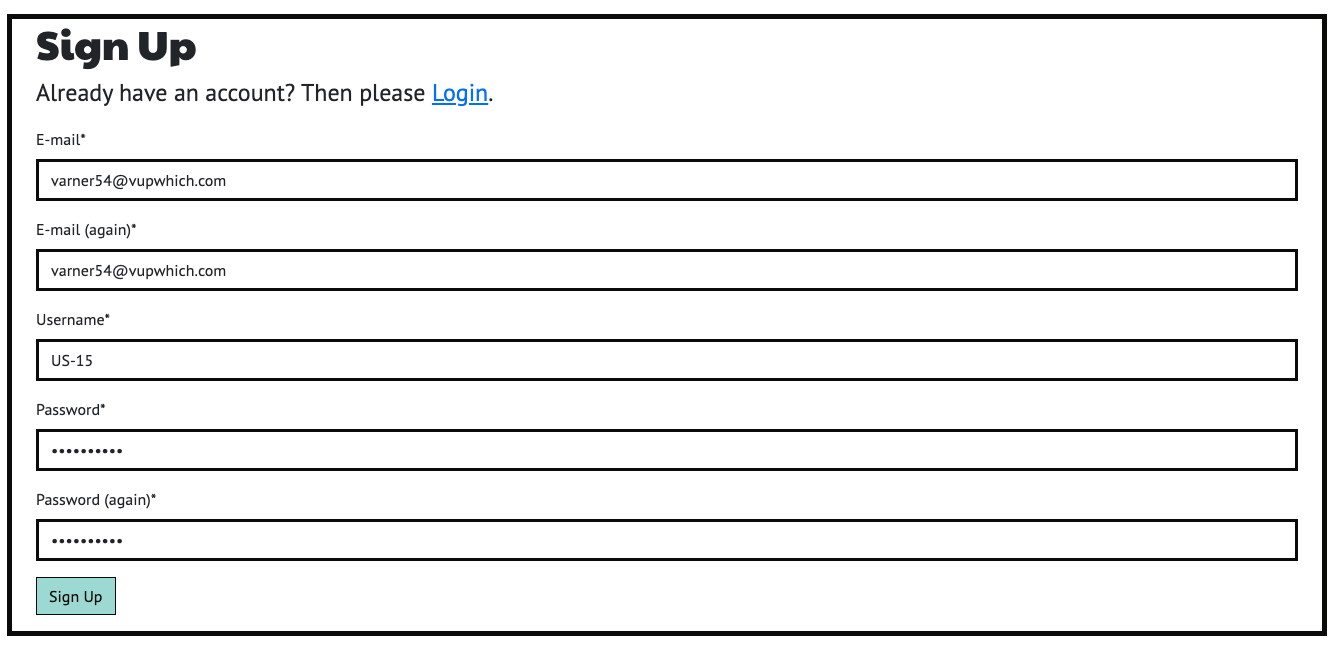 Sign Up
Already have an account? Then please Login.
E-mail*
varner54@vupwhich.com
E-mail (again)*
varner54@vupwhich.com
Username*
US-15
Password*
••••••••••
Password (again)*
••••••••••
Sign Up